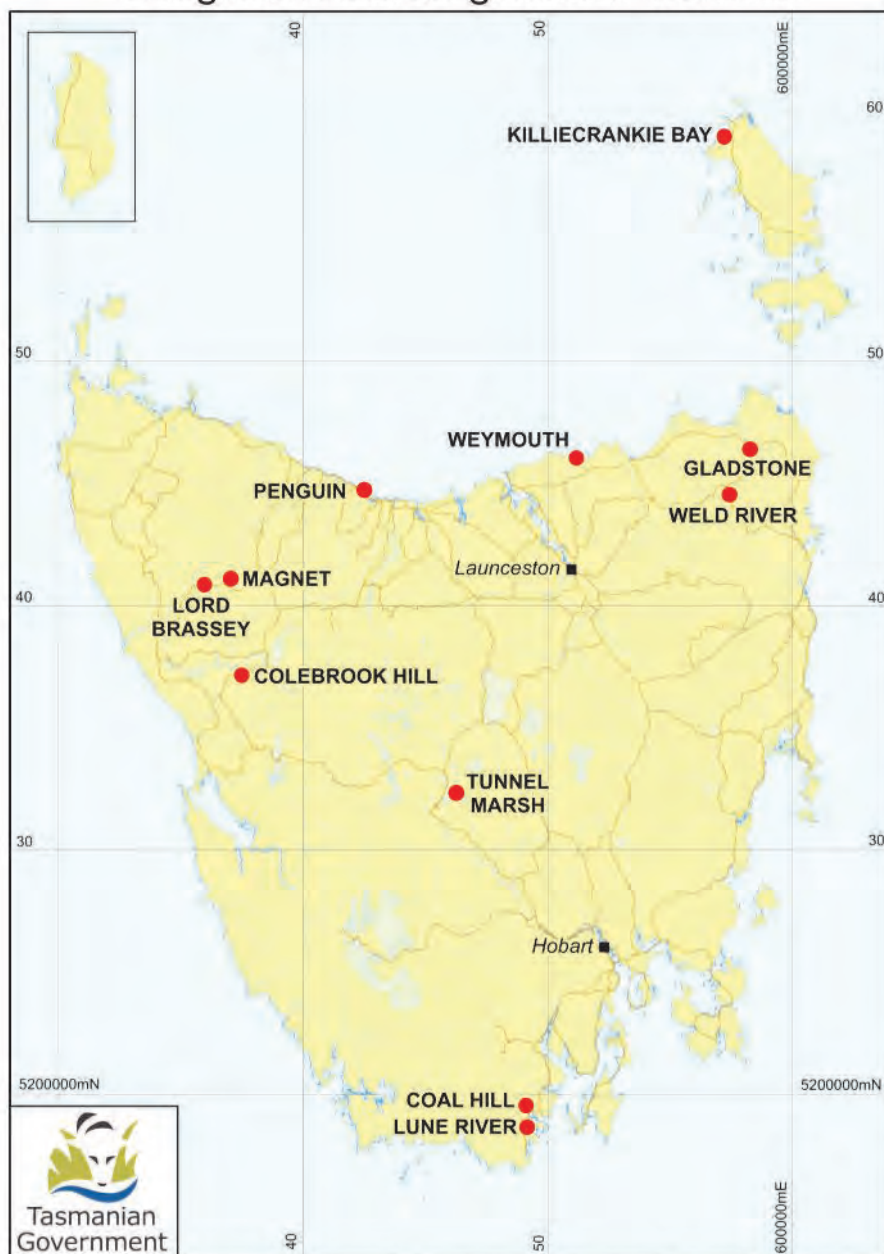 40
50
600000mE
60
KILLIECRANKIE BAY
50
50
WEYMOUTH
GLADSTONE
PENGUIN
WELD RIVER
Launceston
MAGNET
LORD
BRASSEY
40
40
COLEBROOK HILL
TUNNEL
MARSH
30
30
Hobart
5200000mN
5200000mN
COAL HILL
LUNE RIVER
Tasmanian
Government
40
50
600000mE